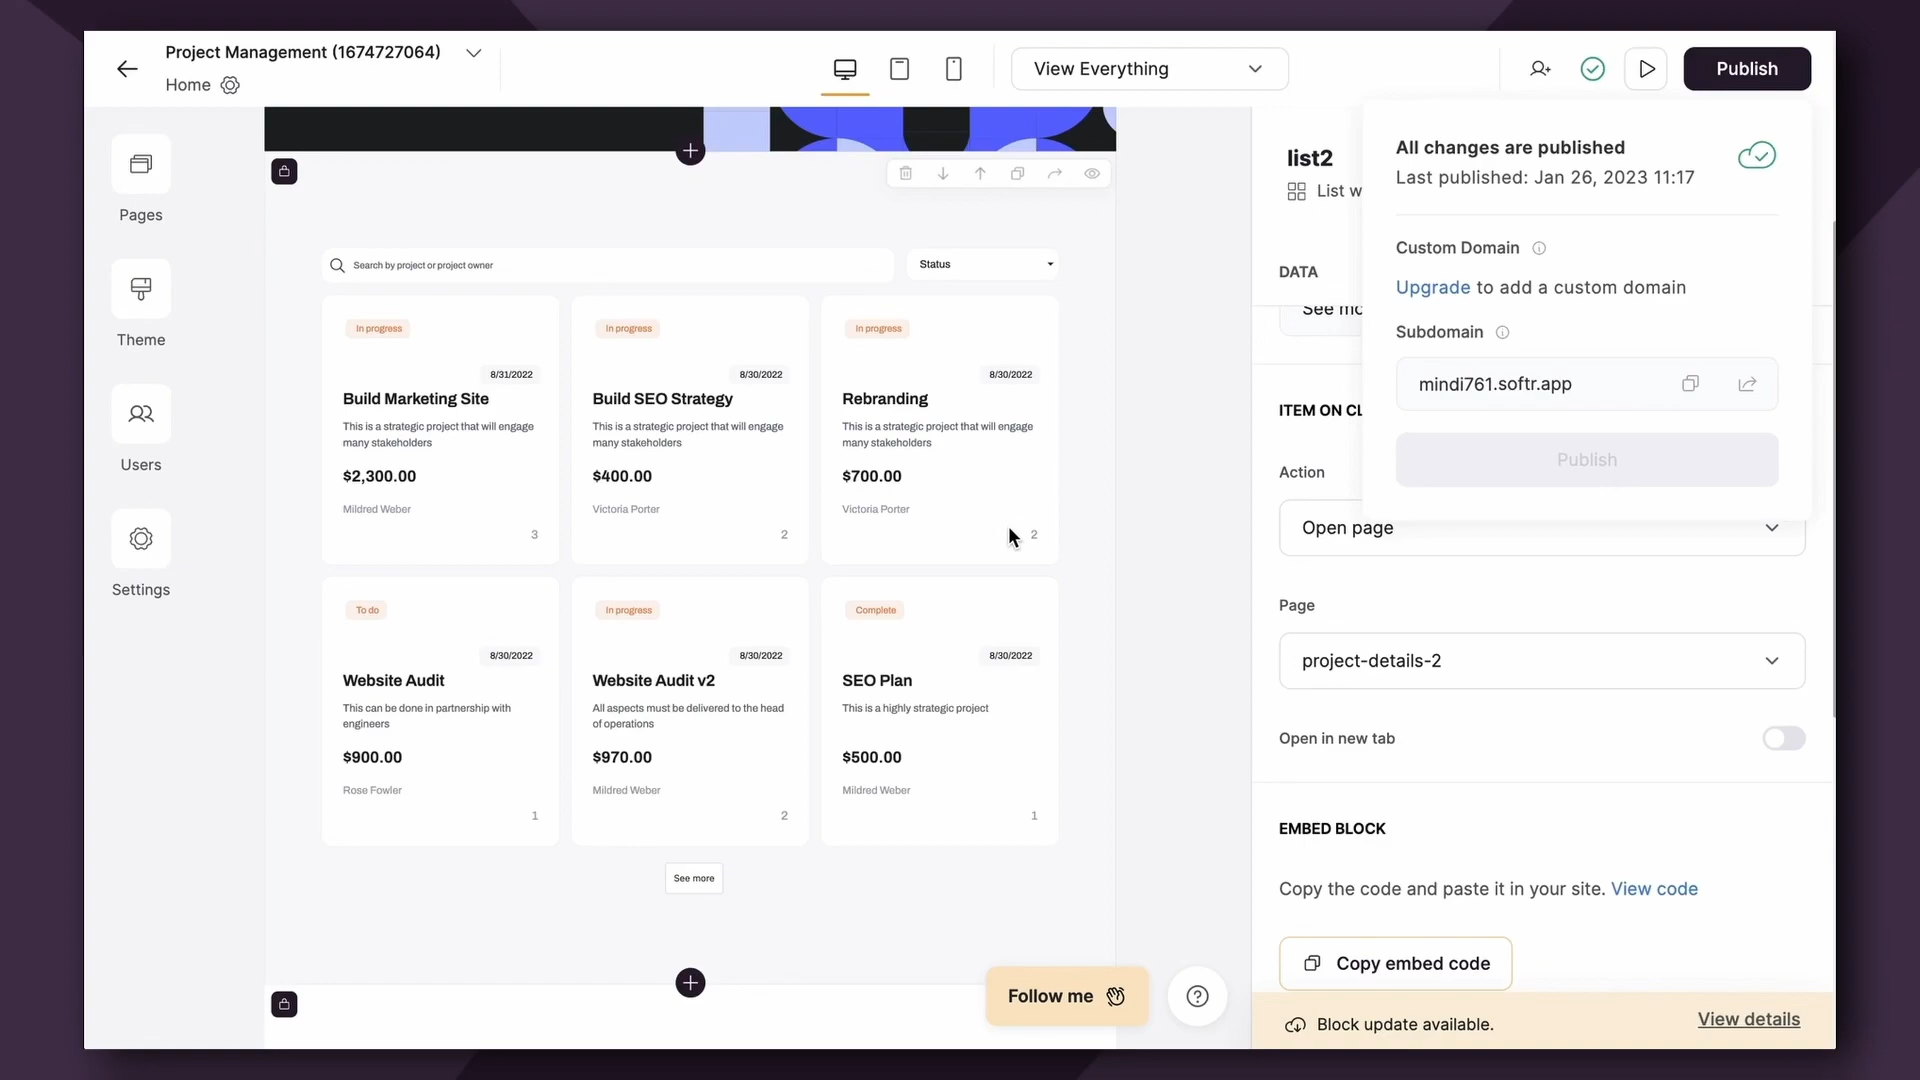 Project Management (1674727064)
Home
View Everything
Publish
Pages
Theme
Users
Settings
Search by project or project owner
Status
In progress
8/31/2022
Build Marketing Site
This is a strategic project that will engage
many stakeholders
$2,300.00
Mildred Weber
3
In progress
8/30/2022
Build SEO Strategy
This is a strategic project that will engage
many stakeholders
$400.00
Victoria Porter
2
In progress
8/30/2022
Rebranding
This is a strategic project that will engage
many stakeholders
$700.00
Victoria Porter
2
To do
8/30/2022
Website Audit
This can be done in partnership with
engineers
$900.00
Rose Fowler
1
In progress
8/30/2022
Website Audit v2
All aspects must be delivered to the head
of operations
$970.00
Mildred Weber
2
Complete
8/30/2022
SEO Plan
This is a highly strategic project
$500.00
Mildred Weber
1
See more
Follow me
list2
List w
DATA
See mo
All changes are published
Last published: Jan 26, 2023 11:17
Custom Domain
Upgrade to add a custom domain
Subdomain
mindi761.softr.app
Publish
ITEM ON CL
Action
Open page
Page
project-details-2
Open in new tab
EMBED BLOCK
Copy the code and paste it in your site. View code
Copy embed code
Block update available.
View details